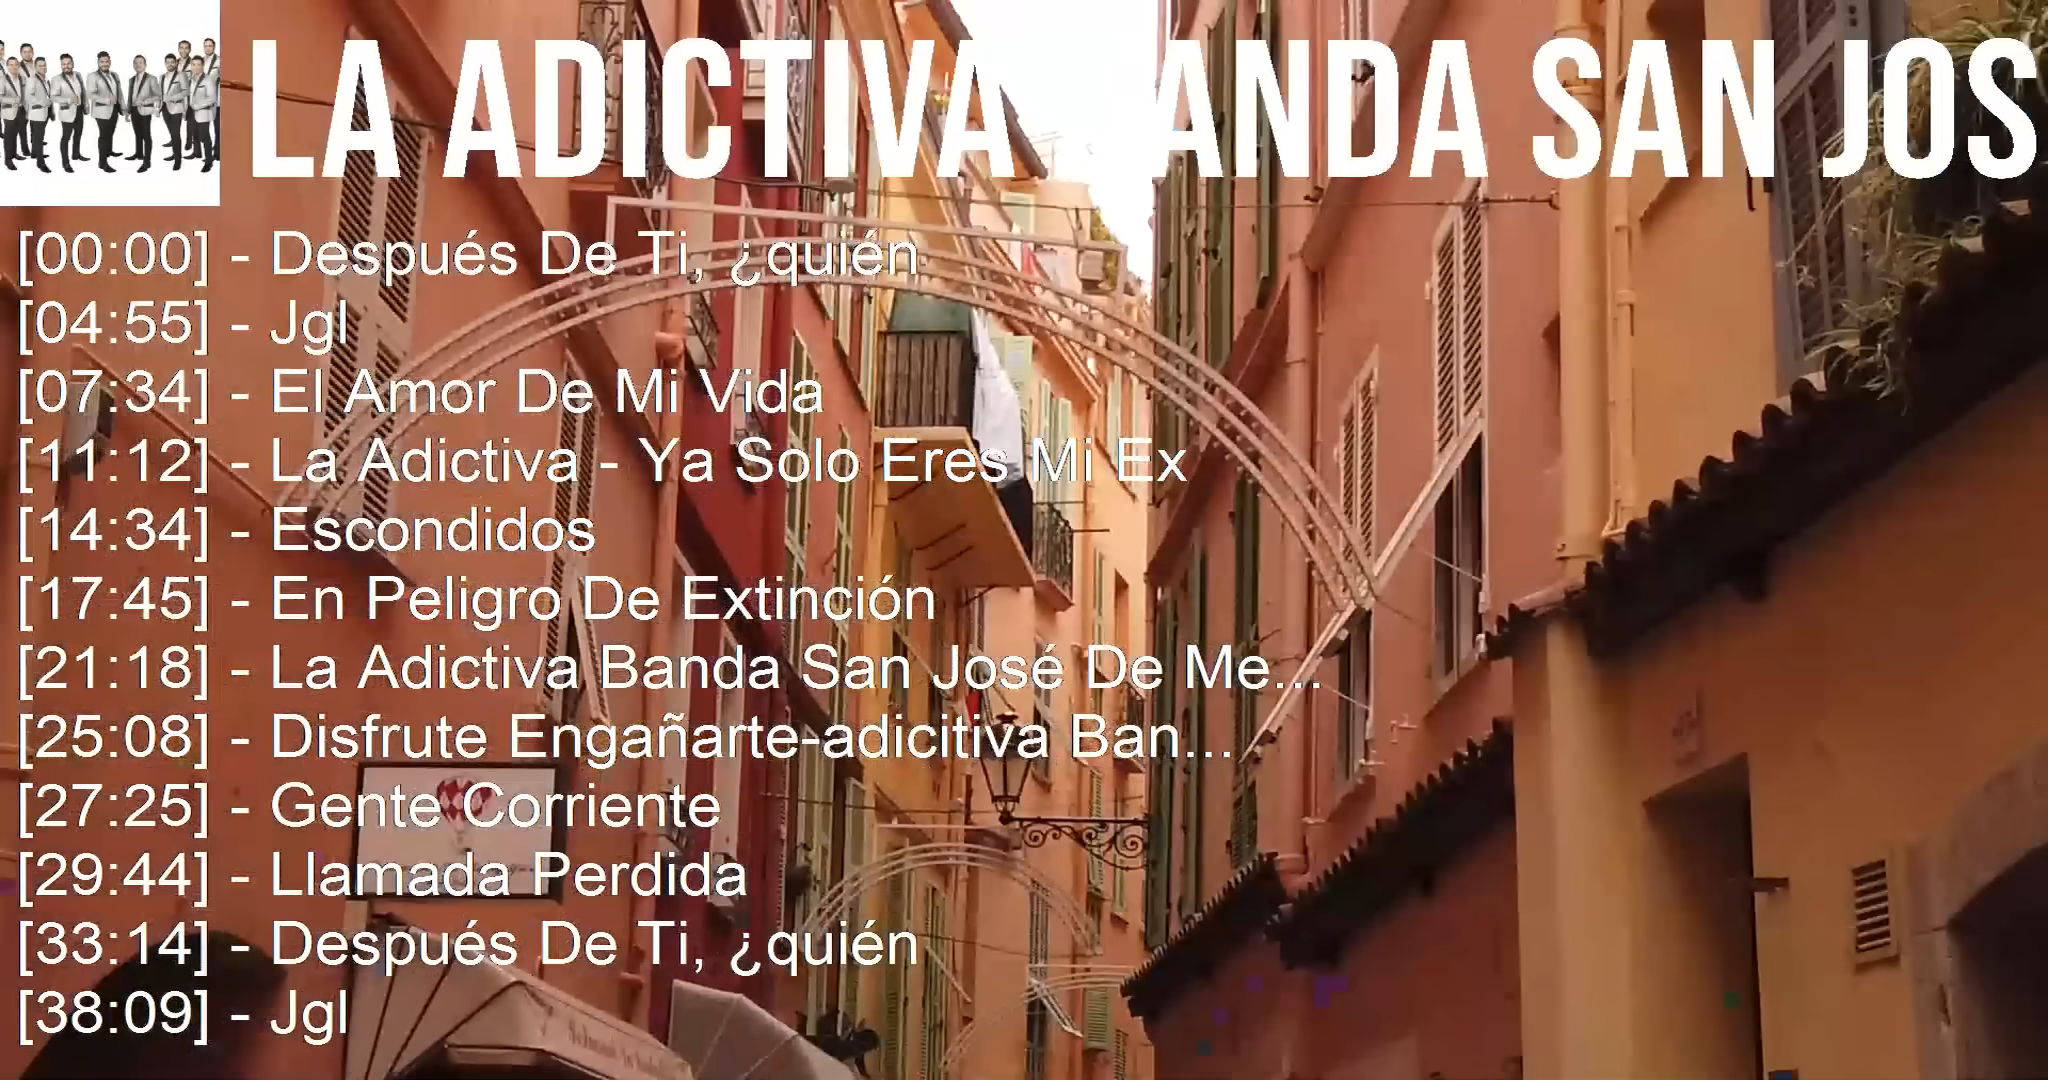 LA ADICTIVA BANDA SAN JOS
[00:00] - Después De Ti, ¿quién
[04:55] - Jgl
[07:34] - El Amor De Mi Vida
[11:12] - La Adictiva - Ya Solo Eres Mi Ex
[14:34] - Escondidos
[17:45] - En Peligro De Extinción
[21:18] - La Adictiva Banda San José De Me...
[25:08] - Disfrute Engañarte-adicitiva Ban...
[27:25] - Gente Corriente
[29:44] - Llamada Perdida
[33:14] - Después De Ti, ¿quién
[38:09] - Jgl